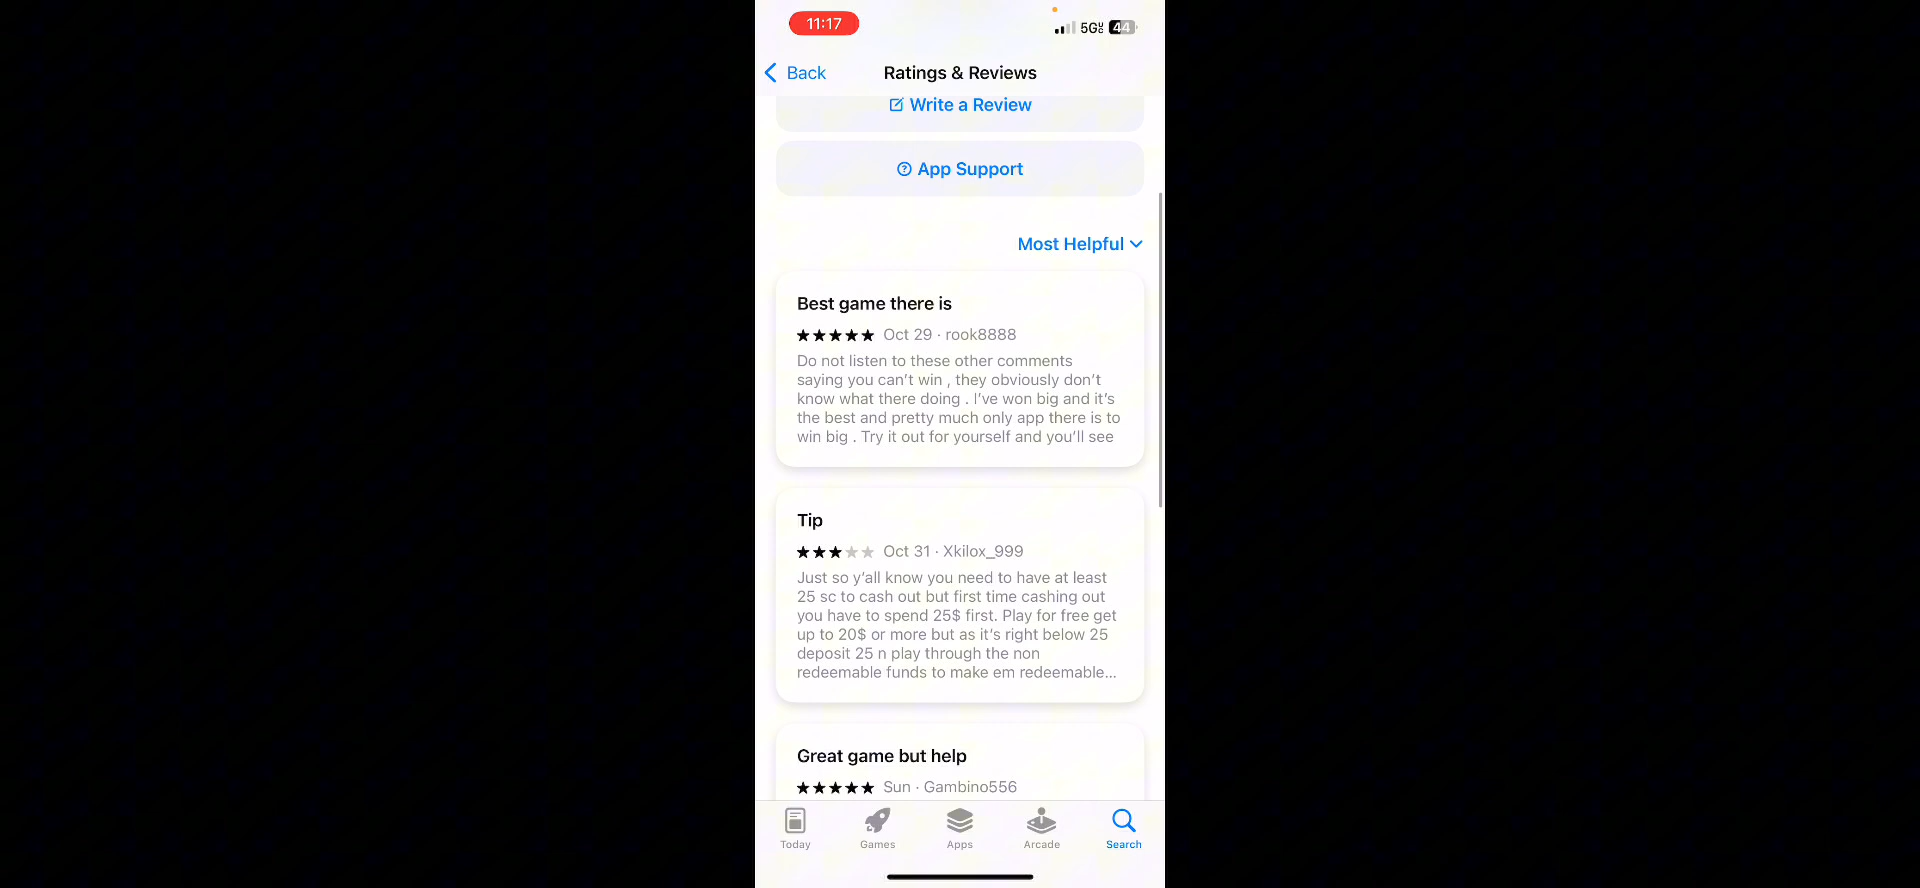 11:17
5G
44
Back
Ratings & Reviews
Write a Review
App Support
Most Helpful
Best game there is
★★★★★ Oct 29 · rook8888
Do not listen to these other comments
saying you can't win , they obviously don't
know what there doing . I've won big and it's
the best and pretty much only app there is to
win big . Try it out for yourself and you'll see
Tip
★★★★★ Oct 31 · Xkilox_999
Just so y'all know you need to have at least
25 sc to cash out but first time cashing out
you have to spend 25$ first. Play for free get
up to 20$ or more but as it's right below 25
deposit 25 n play through the non
redeemable funds to make em redeemable...
Great game but help
★★★★★ Sun · Gambino556
Today
Games
Apps
Arcade
Search